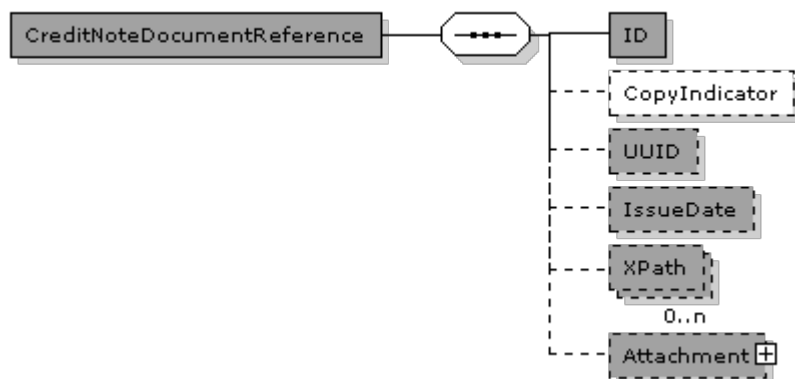 CreditNoteDocumentReference
ID
CopyIndicator
UUID
IssueDate
XPath
0..n
Attachment